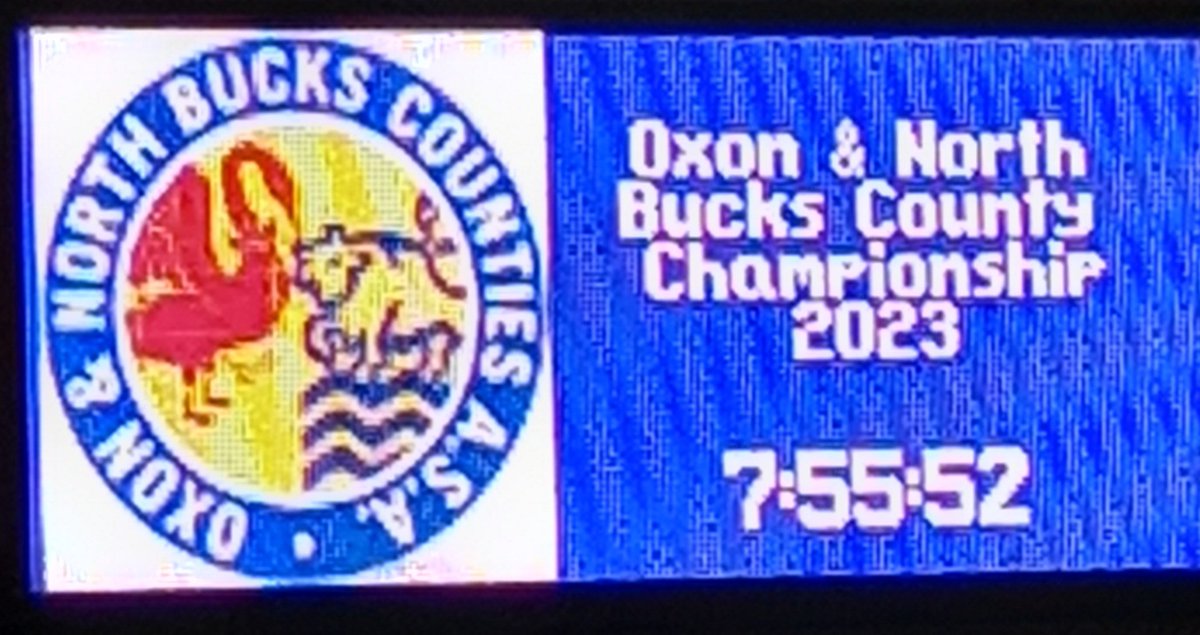 OXON & NORTH BUCKS COUNTIES A.S.A.
Oxon & North
Bucks County
Championship
2023
7:55:52